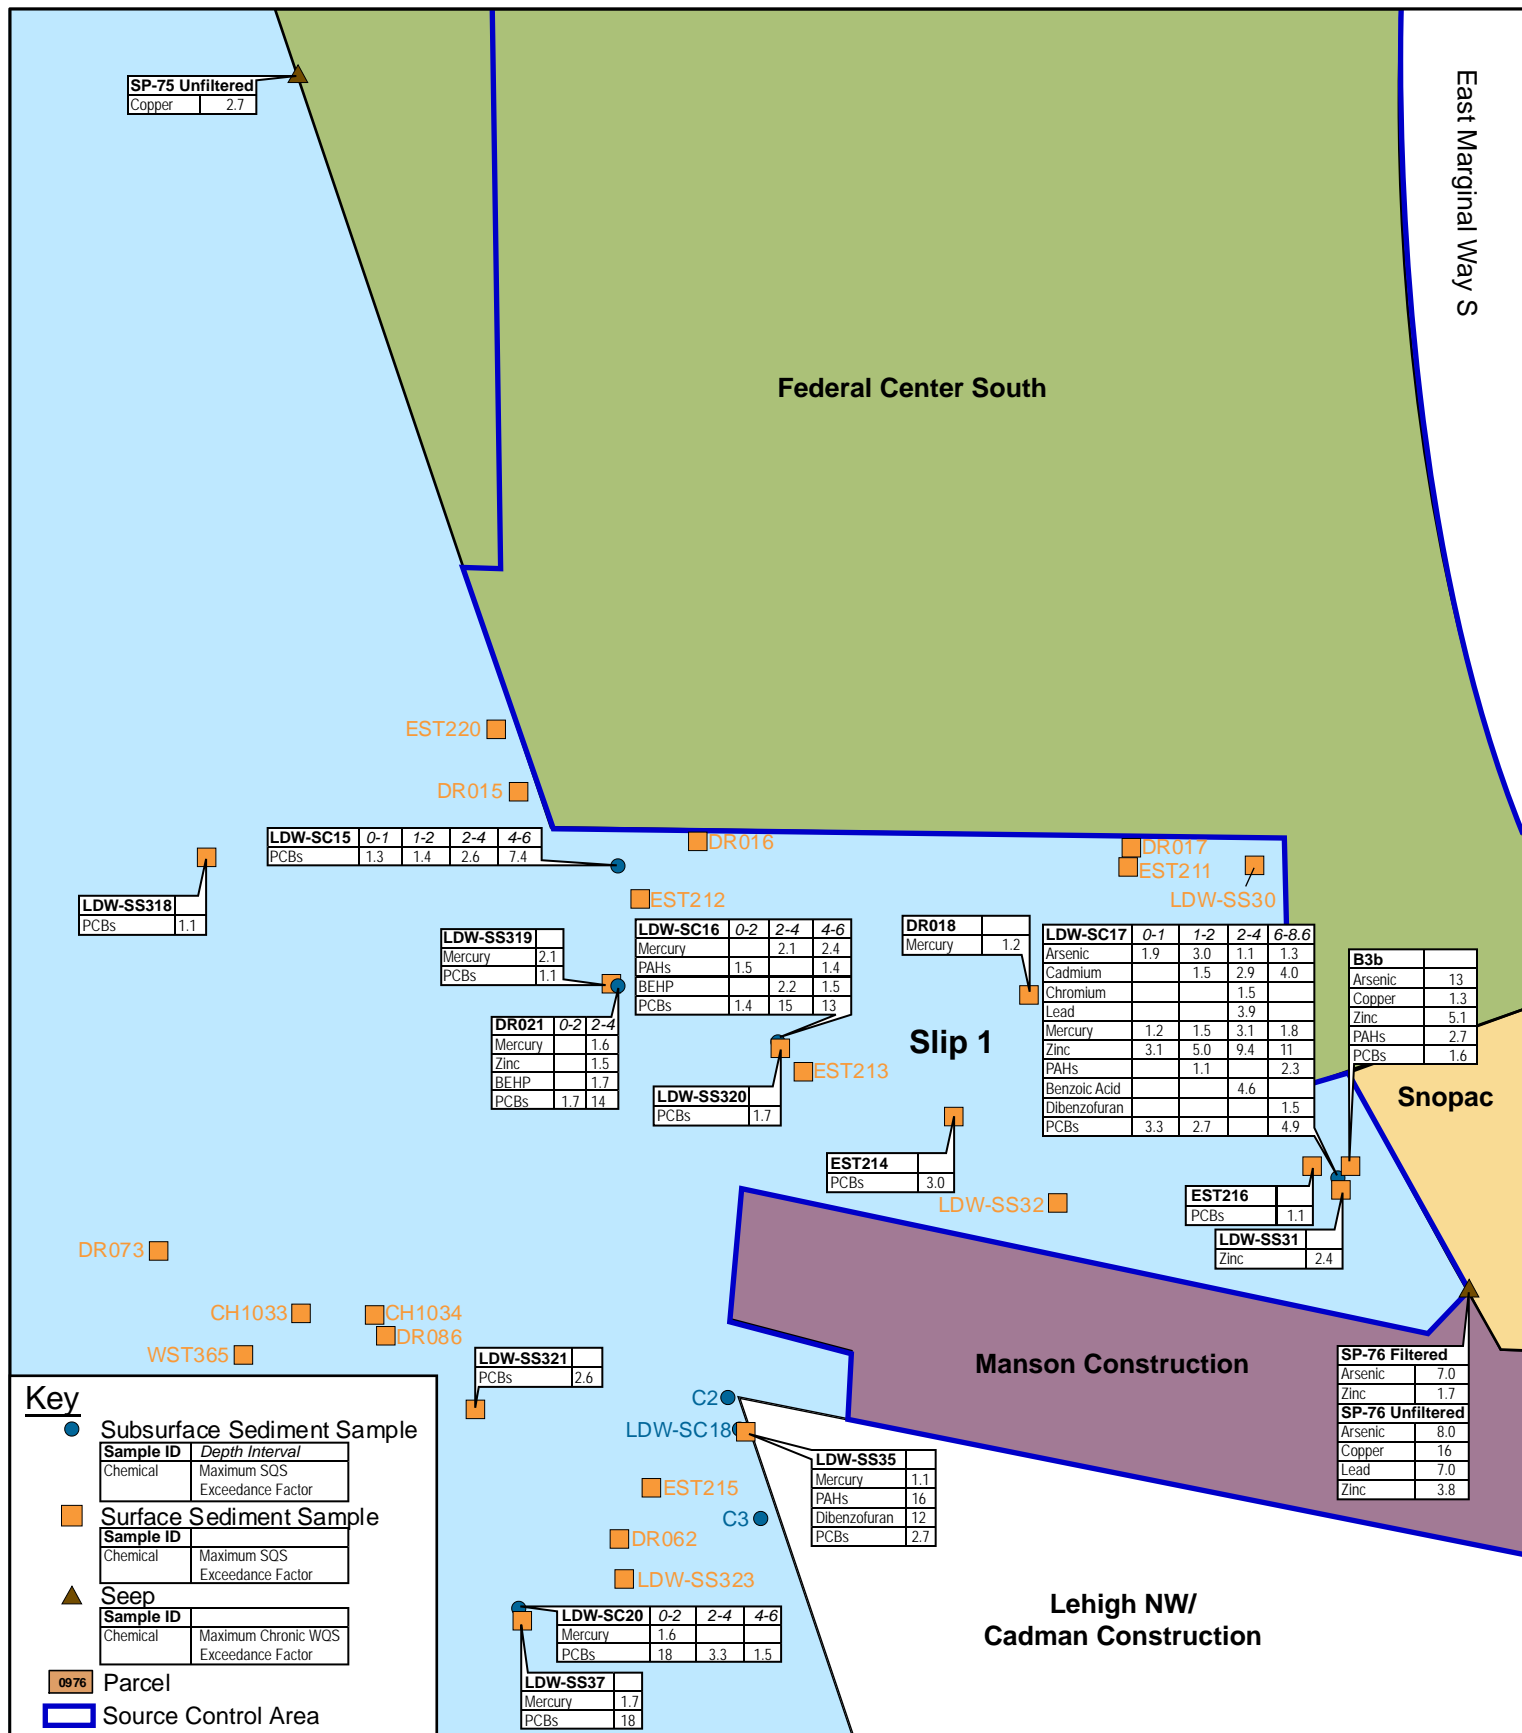 SP-75 Unfiltered
Copper 2.7
East Marginal Way S
Federal Center South
EST220
DR015
LDW-SC15 0-1 1-2 2-4 4-6
PCBs 1.3 1.4 2.6 7.4
DR016
DR017
EST211
LDW-SS30
LDW-SS318
PCBs 1.1
EST212
LDW-SS319
Mercury 2.1
PCBs 1.1
LDW-SC16 0-2 2-4 4-6
Mercury 2.1 2.4
PAHs 1.5 1.4
BEHP 2.2 1.5
PCBs 1.4 15 13
DR018
Mercury 1.2
LDW-SC17 0-1 1-2 2-4 6-8.6
Arsenic 1.9 3.0 1.1 1.3
Cadmium 1.5 2.9 4.0
Chromium 1.5
Lead 3.9
Mercury 1.2 1.5 3.1 1.8
Zinc 3.1 5.0 9.4 11
PAHs 1.1 2.3
Benzoic Acid 4.6
Dibenzofuran 1.5
PCBs 3.3 2.7 4.9
B3b
Arsenic 13
Copper 1.3
Zinc 5.1
PAHs 2.7
PCBs 1.6
DR021 0-2 2-4
Mercury 1.6
Zinc 1.5
BEHP 1.7
PCBs 1.7 14
Slip 1
EST213
LDW-SS320
PCBs 1.7
Snopac
EST214
PCBs 3.0
LDW-SS32
EST216
PCBs 1.1
LDW-SS31
Zinc 2.4
DR073
CH1033
CH1034
DR086
WST365
LDW-SS321
PCBs 2.6
Manson Construction
SP-76 Filtered
Arsenic 7.0
Zinc 1.7
SP-76 Unfiltered
Arsenic 8.0
Copper 16
Lead 7.0
Zinc 3.8
C2
LDW-SC18
LDW-SS35
Mercury 1.1
PAHs 16
Dibenzofuran 12
PCBs 2.7
EST215
C3
DR062
LDW-SS323
LDW-SC20 0-2 2-4 4-6
Mercury 1.6
PCBs 18 3.3 1.5
LDW-SS37
Mercury 1.7
PCBs 18
Lehigh NW/
Cadman Construction
Key
Subsurface Sediment Sample
Sample ID Depth Interval
Chemical Maximum SQS
Exceedance Factor
Surface Sediment Sample
Sample ID
Chemical Maximum SQS
Exceedance Factor
Seep
Sample ID
Chemical Maximum Chronic WQS
Exceedance Factor
0976 Parcel
Source Control Area